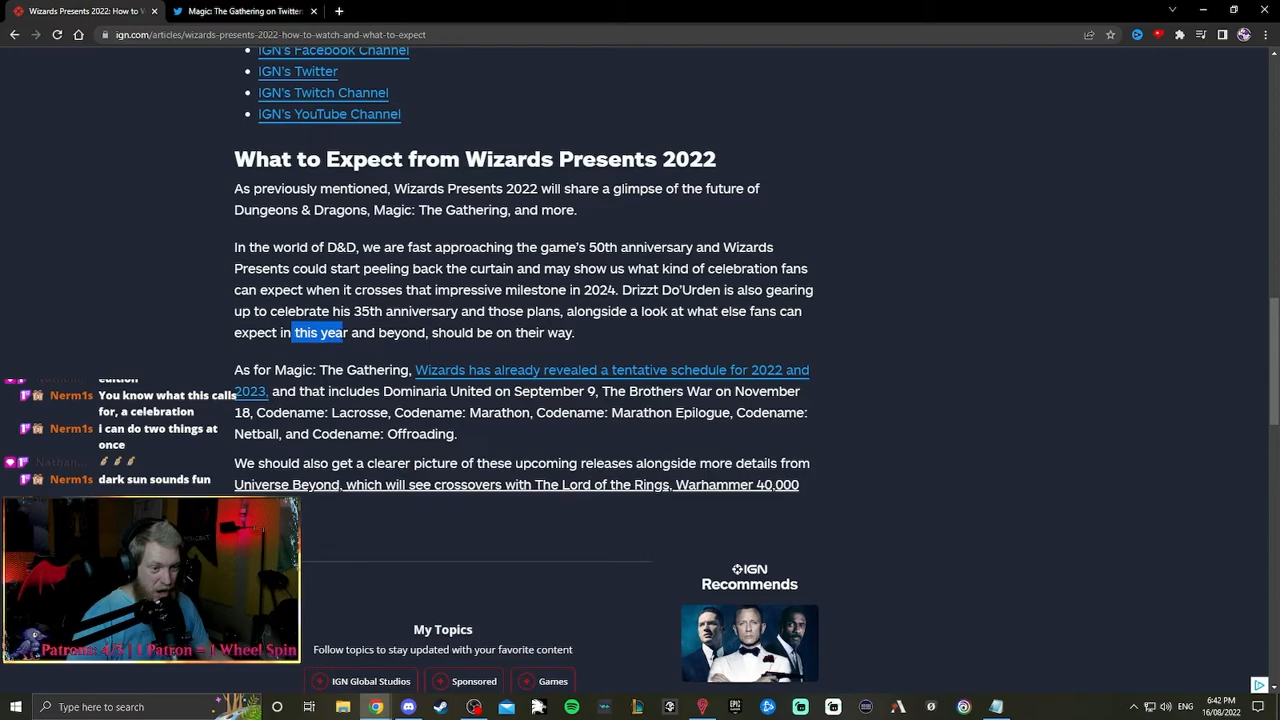 Wizards Presents 2022: How to W
Magic: The Gathering on Twitter:
ign.com/articles/wizards-presents-2022-how-to-watch-and-what-to-expect
IGN's Facebook Channel
IGN's Twitter
IGN's Twitch Channel
IGN's YouTube Channel
What to Expect from Wizards Presents 2022
As previously mentioned, Wizards Presents 2022 will share a glimpse of the future of
Dungeons & Dragons, Magic: The Gathering, and more.
In the world of D&D, we are fast approaching the game's 50th anniversary and Wizards
Presents could start peeling back the curtain and may show us what kind of celebration fans
can expect when it crosses that impressive milestone in 2024. Drizzt Do'Urden is also gearing
up to celebrate his 35th anniversary and those plans, alongside a look at what else fans can
expect in this year and beyond, should be on their way.
As for Magic: The Gathering, Wizards has already revealed a tentative schedule for 2022 and
2023, and that includes Dominaria United on September 9, The Brothers War on November
18, Codename: Lacrosse, Codename: Marathon, Codename: Marathon Epilogue, Codename:
Netball, and Codename: Offroading.
We should also get a clearer picture of these upcoming releases alongside more details from
Universe Beyond, which will see crossovers with The Lord of the Rings, Warhammer 40,000
edition
Nerm1s You know what this calls
for, a celebration
Nerm1s i can do two things at
once
Nathan...
Nerm1s dark sun sounds fun
Patrons: 4/3 | 1 Patron = 1 Wheel Spin
IGN
Recommends
My Topics
Follow topics to stay updated with your favorite content
IGN Global Studios
Sponsored
Games
Type here to search
6:42 PM
16/08/2022